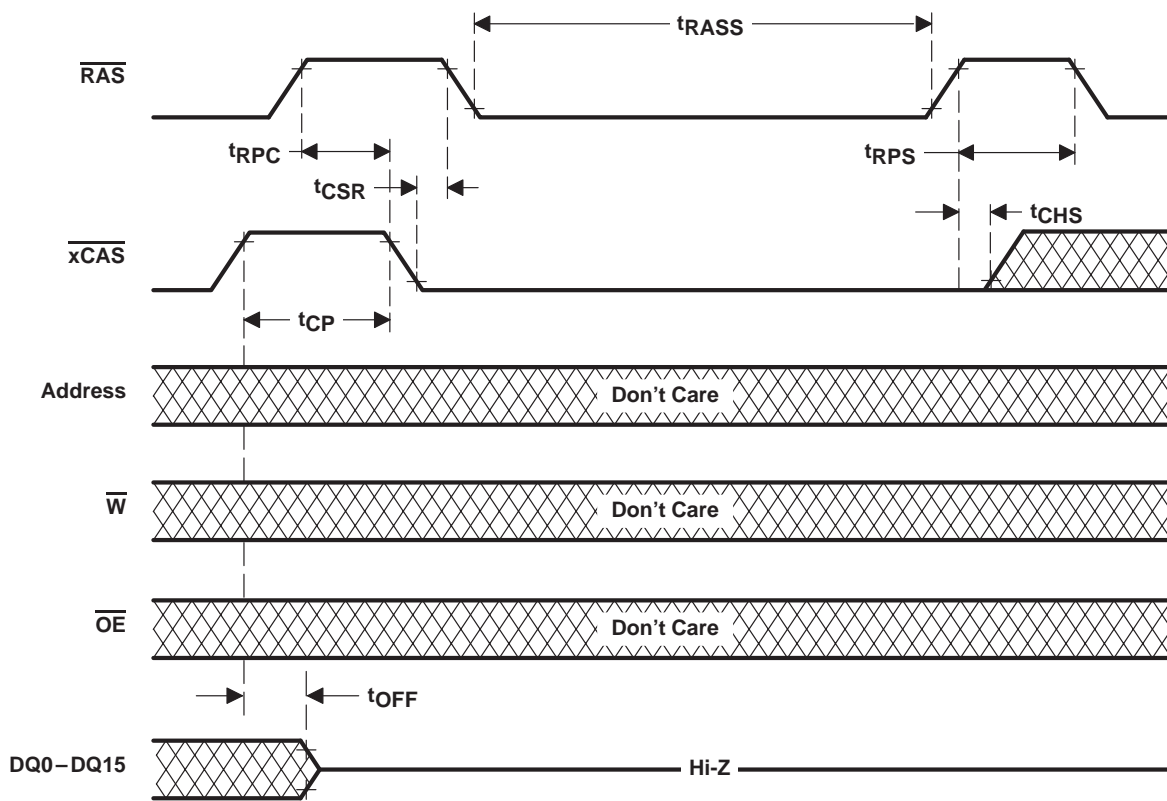 tRASS
RAS
tRPC
tRPS
tCSR
tCHS
xCAS
tCP
Address
Don't Care
W
Don't Care
OE
Don't Care
tOFF
DQ0–DQ15
Hi-Z